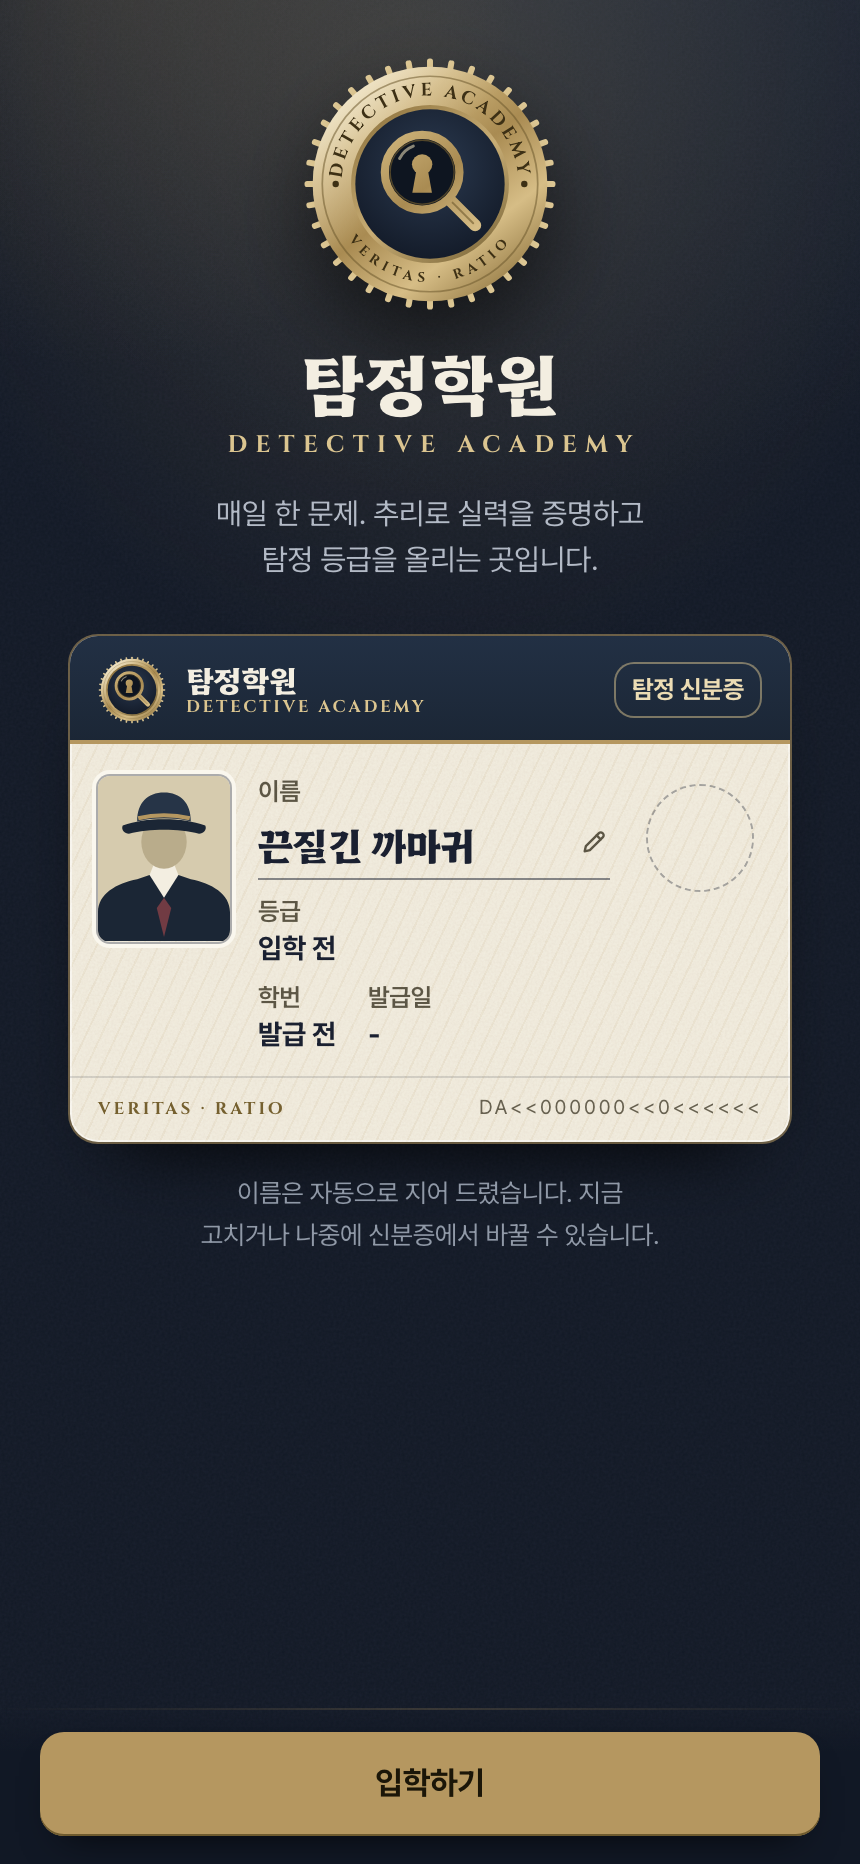 DETECTIVE ACADEMY
VERITAS · RATIO
탐정학원
DETECTIVE ACADEMY
매일 한 문제. 추리로 실력을 증명하고
탐정 등급을 올리는 곳입니다.
탐정학원
DETECTIVE ACADEMY
탐정 신분증
이름
끈질긴 까마귀
등급
입학 전
학번 발급일
발급 전 -
VERITAS · RATIO
DA<<000000<<0<<<<<<
이름은 자동으로 지어 드렸습니다. 지금
고치거나 나중에 신분증에서 바꿀 수 있습니다.
입학하기